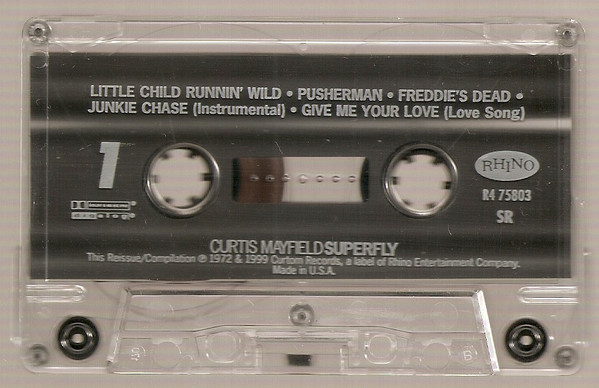 LITTLE CHILD RUNNIN' WILD • PUSHERMAN • FREDDIE'S DEAD •
JUNKIE CHASE (Instrumental) • GIVE ME YOUR LOVE (Love Song)
1
RHINO
R4 75803
SR
CURTIS MAYFIELD SUPERFLY
This Reissue/Compilation ℗ 1972 & 1999 Curtom Records, a label of Rhino Entertainment Company.
Made in U.S.A.